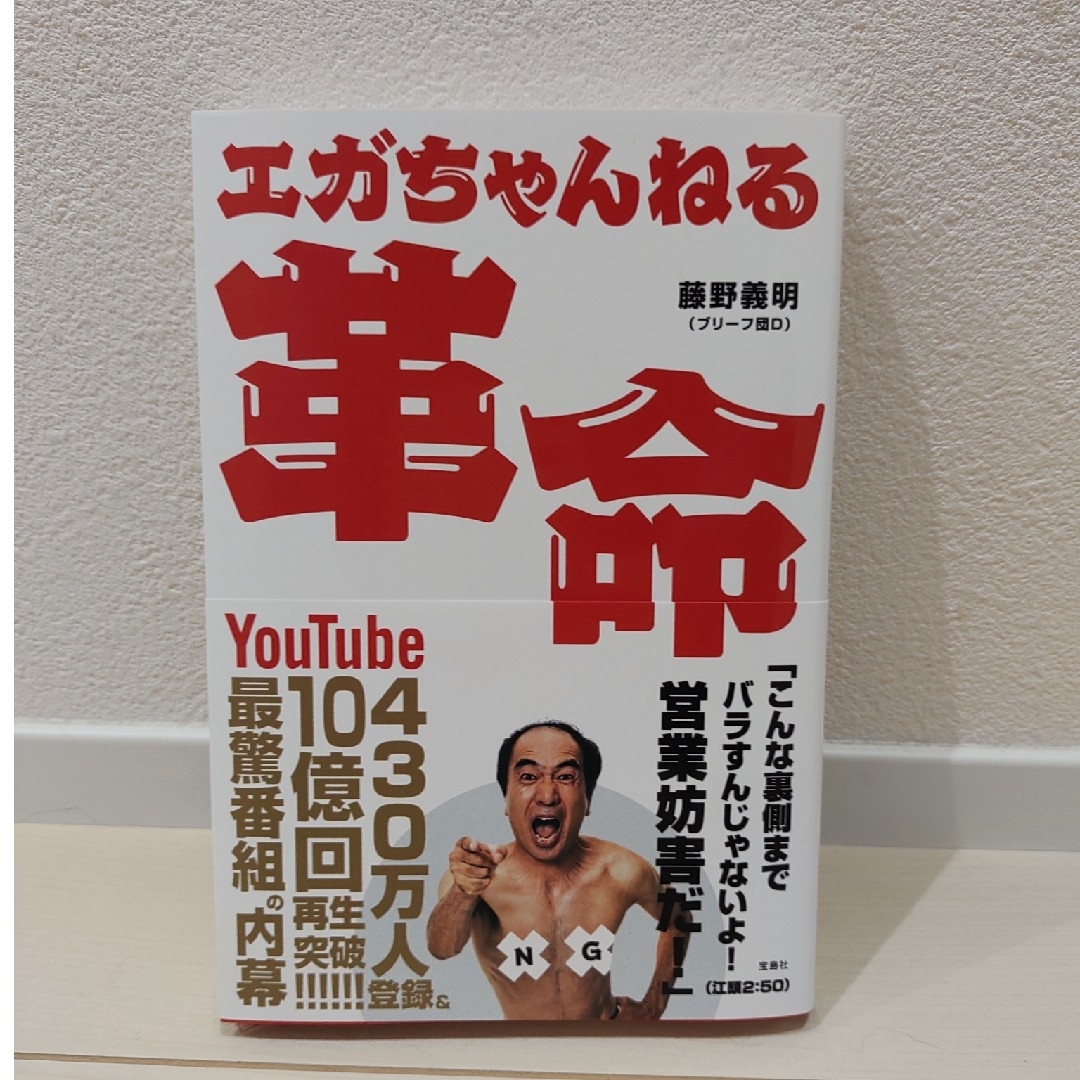 エガちゃんねる
革命
藤野義明
（ブリーフ団D）
YouTube
430万人登録&
10億回再生突破!!!!!!
最驚番組の内幕
「こんな裏側まで
バラすんじゃないよ!
営業妨害だ!」
（江頭2:50）
N G
宝島社